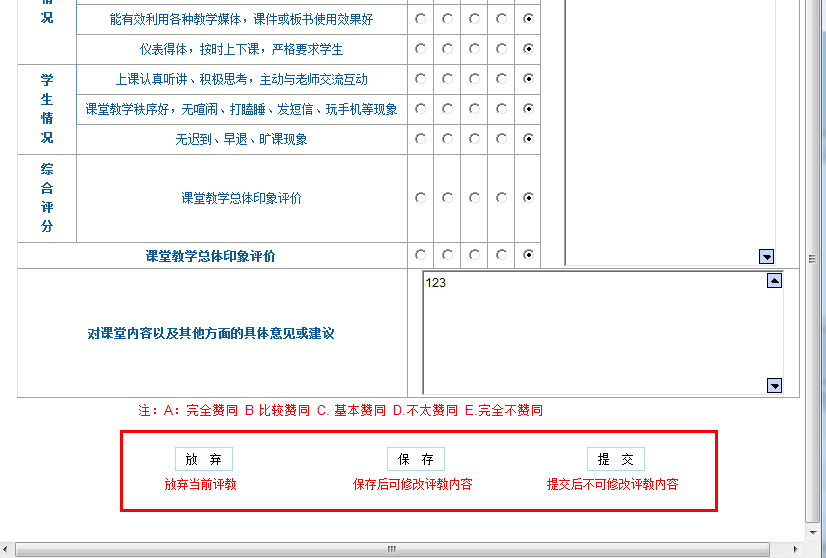 情
况
能有效利用各种教学媒体，课件或板书使用效果好
仪表得体，按时上下课，严格要求学生
学
生
情
况
上课认真听讲、积极思考，主动与老师交流互动
课堂教学秩序好，无喧闹、打瞌睡、发短信、玩手机等现象
无迟到、早退、旷课现象
综
合
评
分
课堂教学总体印象评价
课堂教学总体印象评价
对课堂内容以及其他方面的具体意见或建议
123
注：A：完全赞同 B 比较赞同 C. 基本赞同 D.不太赞同 E.完全不赞同
放 弃 保 存 提 交
放弃当前评教 保存后可修改评教内容 提交后不可修改评教内容